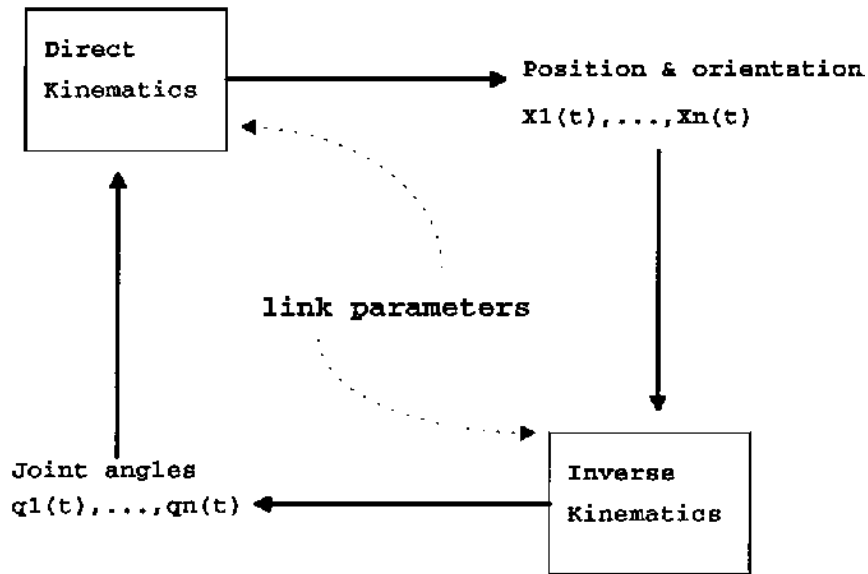 Direct
Kinematics
Position & orientation
X1(t),...,Xn(t)
link parameters
Joint angles
q1(t),...,qn(t)
Inverse
Kinematics